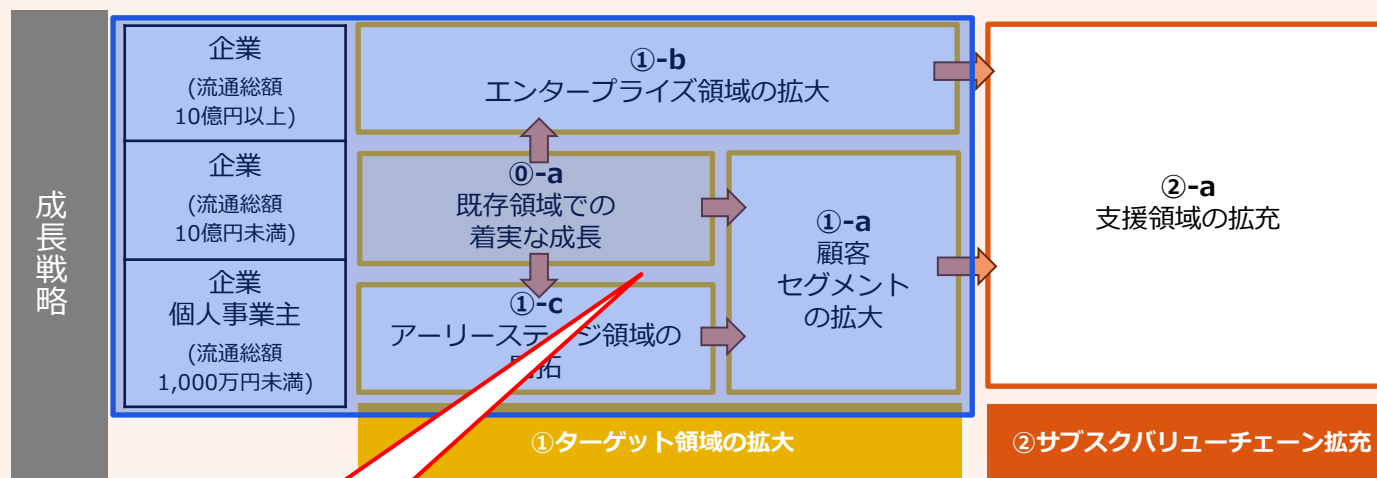 成長戦略
企業
(流通総額
10億円以上)
企業
(流通総額
10億円未満)
企業
個人事業主
(流通総額
1,000万円未満)
①-b
エンタープライズ領域の拡大
⓪-a
既存領域での
着実な成長
①-c
アーリーステージ領域の
拓
①-a
顧客
セグメント
の拡大
②-a
支援領域の拡充
①ターゲット領域の拡大
②サブスクバリューチェーン拡充